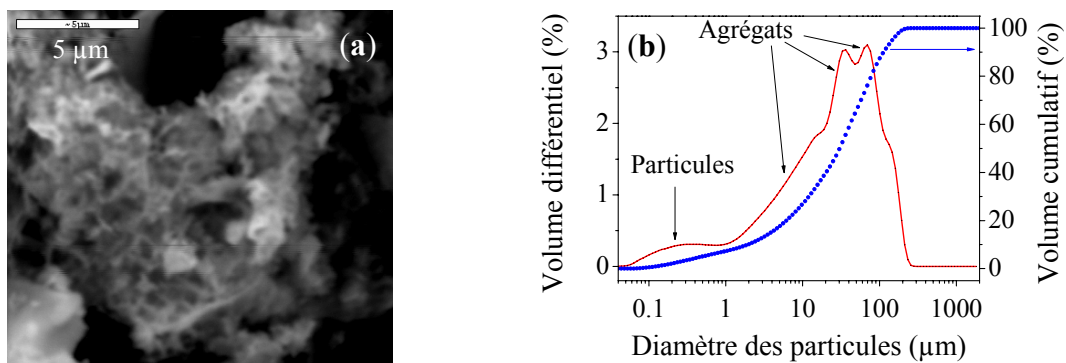 ~5µm
5 µm
(a)
(b)
Agrégats
Particules
Volume différentiel (%)
3
2
1
0
Volume cumulatif (%)
100
80
60
40
20
0
0.1 1 10 100 1000
Diamètre des particules (µm)